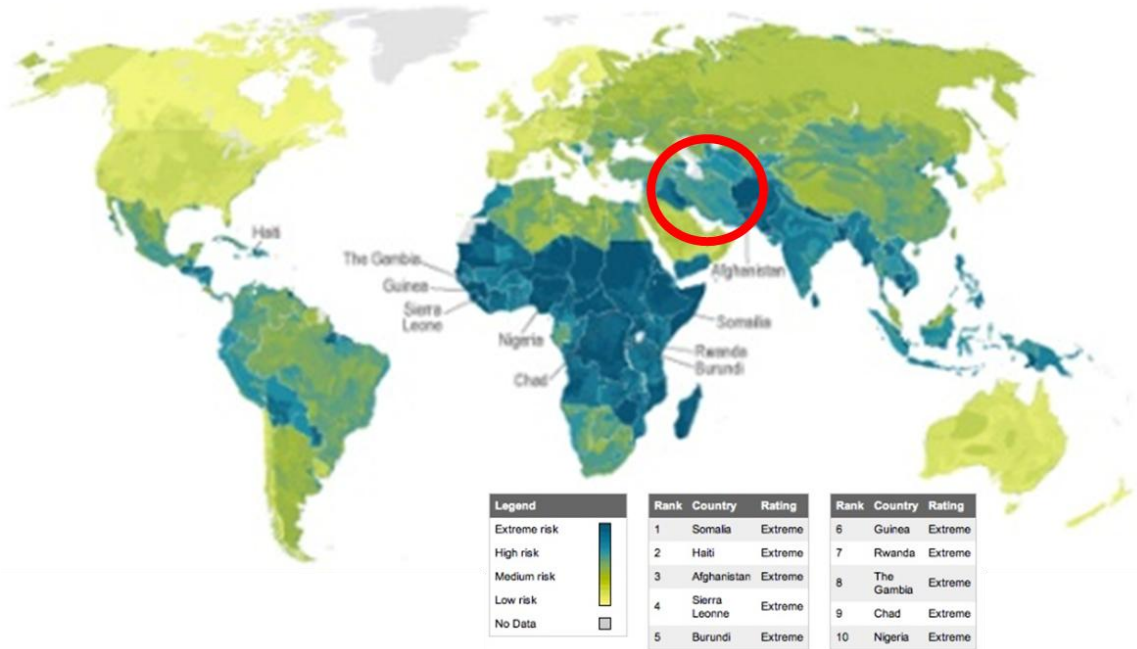 Haiti
The Gambia
Guinea
Sierra
Leone
Nigeria
Chad
Afghanistan
Somailia
Rwanda
Burundi
Legend
Extreme risk
High risk
Medium risk
Low risk
No Data
Rank Country Rating
1 Somalia Extreme
2 Haiti Extreme
3 Afghanistan Extreme
4 Sierra Leonne Extreme
5 Burundi Extreme
Rank Country Rating
6 Guinea Extreme
7 Rwanda Extreme
8 The Gambia Extreme
9 Chad Extreme
10 Nigeria Extreme